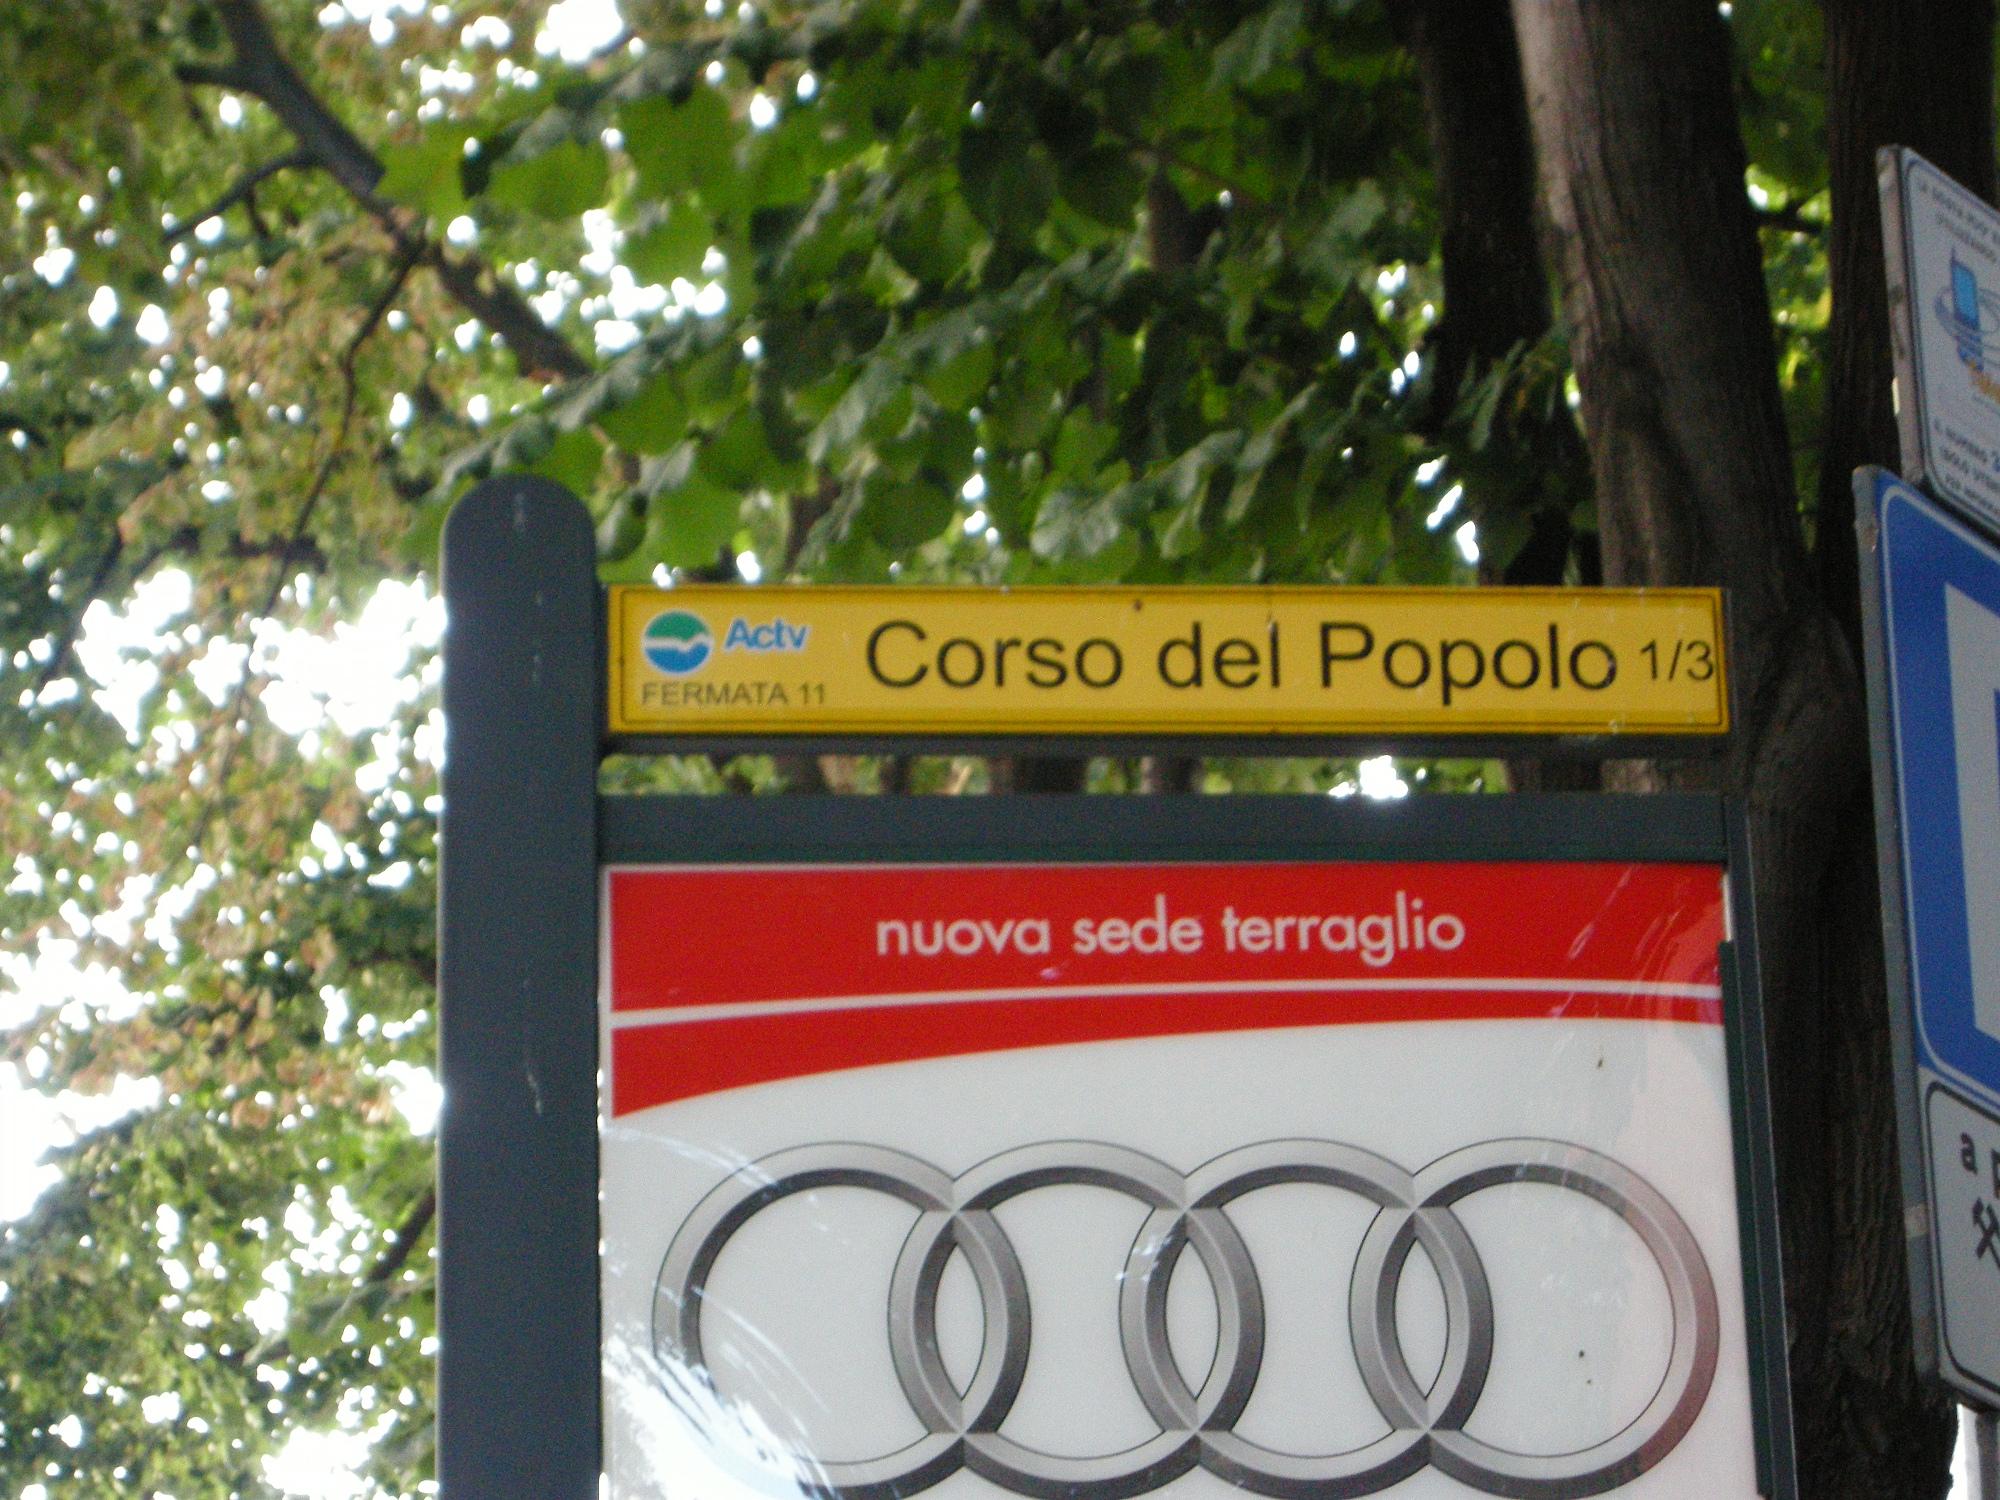 Actv
FERMATA 11
Corso del Popolo 1/3
nuova sede terraglio
a